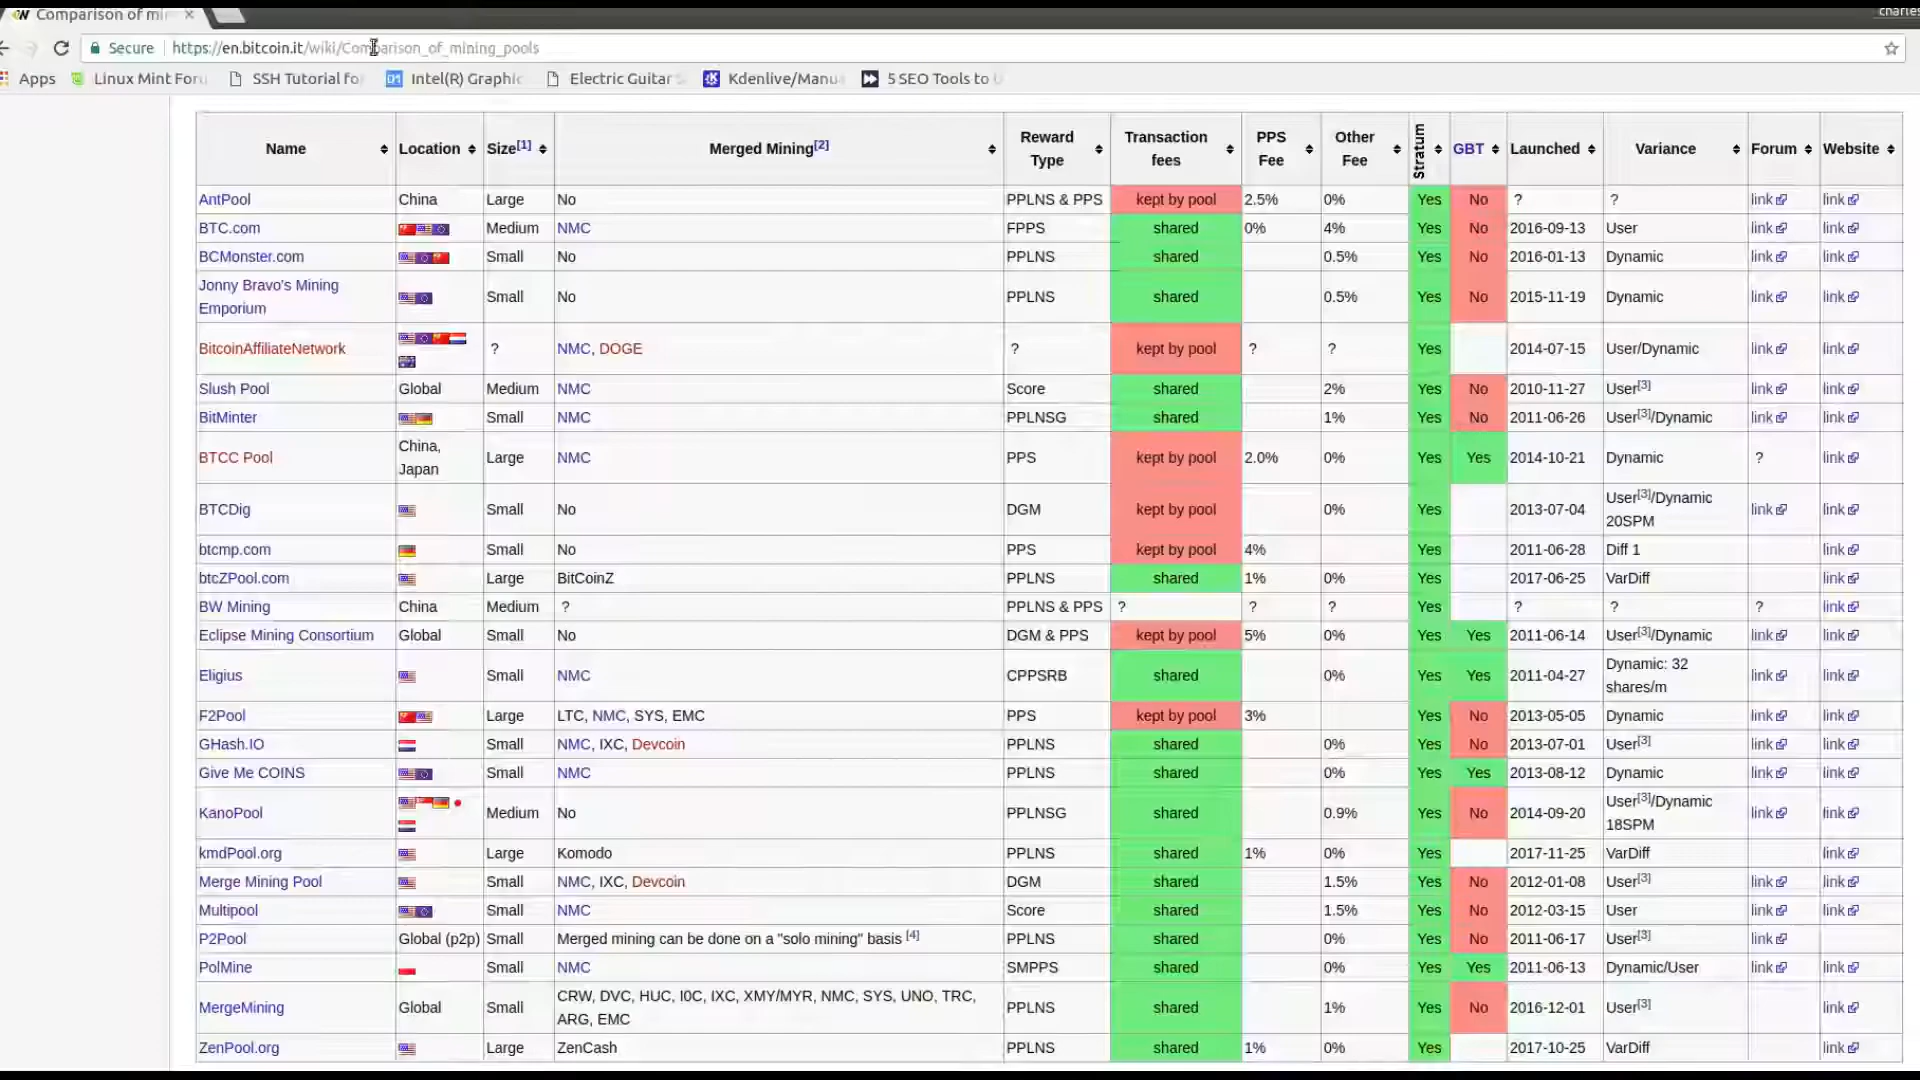 Comparison of mi
charles
Secure https://en.bitcoin.it/wiki/Comparison_of_mining_pools
Apps Linux Mint Foru SSH Tutorial fo Intel(R) Graphic Electric Guitar Kdenlive/Manu 5 SEO Tools to
Name Location Size[1] Merged Mining[2] Reward Type Transaction fees PPS Fee Other Fee Stratum GBT Launched Variance Forum Website
AntPool China Large No PPLNS & PPS kept by pool 2.5% 0% Yes No ? ? link link
BTC.com Medium NMC FPPS shared 0% 4% Yes No 2016-09-13 User link link
BCMonster.com Small No PPLNS shared 0.5% Yes No 2016-01-13 Dynamic link link
Jonny Bravo's Mining Emporium Small No PPLNS shared 0.5% Yes No 2015-11-19 Dynamic link link
BitcoinAffiliateNetwork ? NMC, DOGE ? kept by pool ? ? Yes 2014-07-15 User/Dynamic link link
Slush Pool Global Medium NMC Score shared 2% Yes No 2010-11-27 User[3] link link
BitMinter Small NMC PPLNSG shared 1% Yes No 2011-06-26 User[3]/Dynamic link link
BTCC Pool China, Japan Large NMC PPS kept by pool 2.0% 0% Yes Yes 2014-10-21 Dynamic ? link
BTCDig Small No DGM kept by pool 0% Yes 2013-07-04 User[3]/Dynamic 20SPM link link
btcmp.com Small No PPS kept by pool 4% Yes 2011-06-28 Diff 1 link
btcZPool.com Large BitCoinZ PPLNS shared 1% 0% Yes 2017-06-25 VarDiff link
BW Mining China Medium ? PPLNS & PPS ? ? ? Yes ? ? ? link
Eclipse Mining Consortium Global Small No DGM & PPS kept by pool 5% 0% Yes Yes 2011-06-14 User[3]/Dynamic link link
Eligius Small NMC CPPSRB shared 0% Yes Yes 2011-04-27 Dynamic: 32 shares/m link link
F2Pool Large LTC, NMC, SYS, EMC PPS kept by pool 3% Yes No 2013-05-05 Dynamic link link
GHash.IO Small NMC, IXC, Devcoin PPLNS shared 0% Yes No 2013-07-01 User[3] link link
Give Me COINS Small NMC PPLNS shared 0% Yes Yes 2013-08-12 Dynamic link link
KanoPool Medium No PPLNSG shared 0.9% Yes No 2014-09-20 User[3]/Dynamic 18SPM link link
kmdPool.org Large Komodo PPLNS shared 1% 0% Yes 2017-11-25 VarDiff link
Merge Mining Pool Small NMC, IXC, Devcoin DGM shared 1.5% Yes No 2012-01-08 User[3] link link
Multipool Small NMC Score shared 1.5% Yes No 2012-03-15 User link link
P2Pool Global (p2p) Small Merged mining can be done on a "solo mining" basis [4] PPLNS shared 0% Yes No 2011-06-17 User[3] link
PolMine Small NMC SMPPS shared 0% Yes Yes 2011-06-13 Dynamic/User link link
MergeMining Global Small CRW, DVC, HUC, I0C, IXC, XMY/MYR, NMC, SYS, UNO, TRC, ARG, EMC PPLNS shared 1% Yes No 2016-12-01 User[3] link
ZenPool.org Large ZenCash PPLNS shared 1% 0% Yes 2017-10-25 VarDiff link